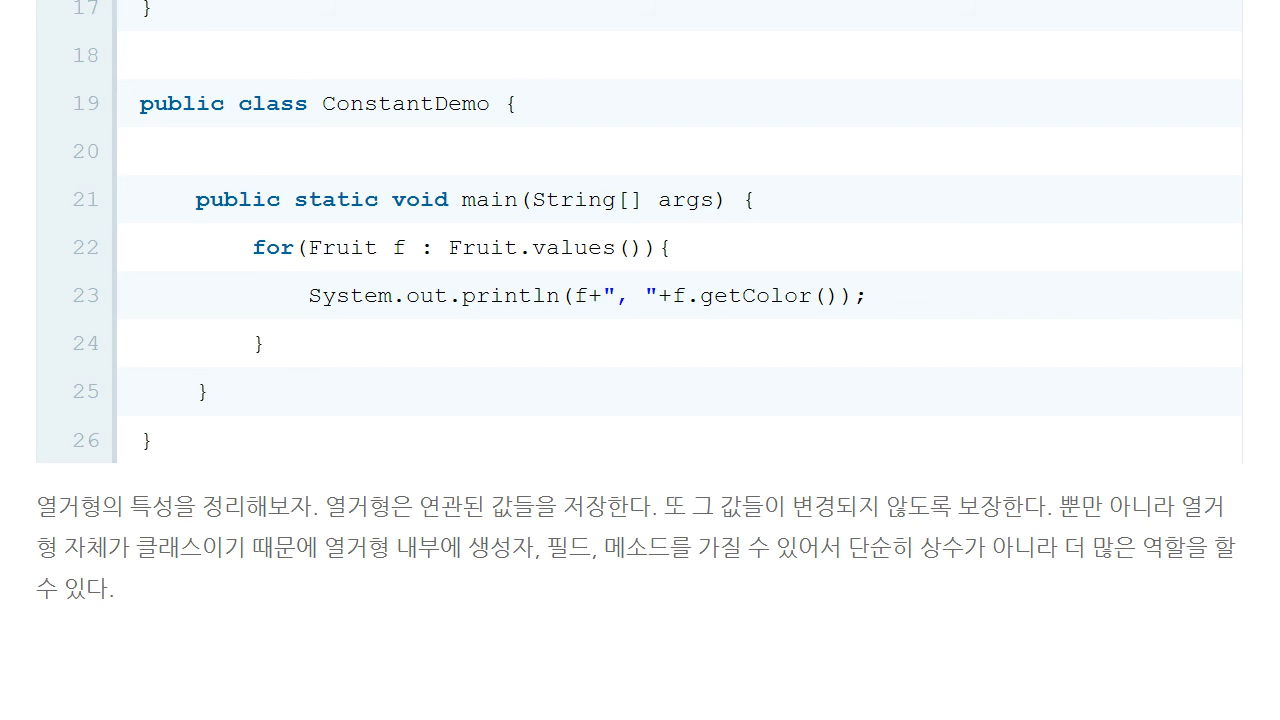 17 }
18
19 public class ConstantDemo {
20
21 public static void main(String[] args) {
22 for(Fruit f : Fruit.values()){
23 System.out.println(f+", "+f.getColor());
24 }
25 }
26 }
열거형의 특성을 정리해보자. 열거형은 연관된 값들을 저장한다. 또 그 값들이 변경되지 않도록 보장한다. 뿐만 아니라 열거
형 자체가 클래스이기 때문에 열거형 내부에 생성자, 필드, 메소드를 가질 수 있어서 단순히 상수가 아니라 더 많은 역할을 할
수 있다.